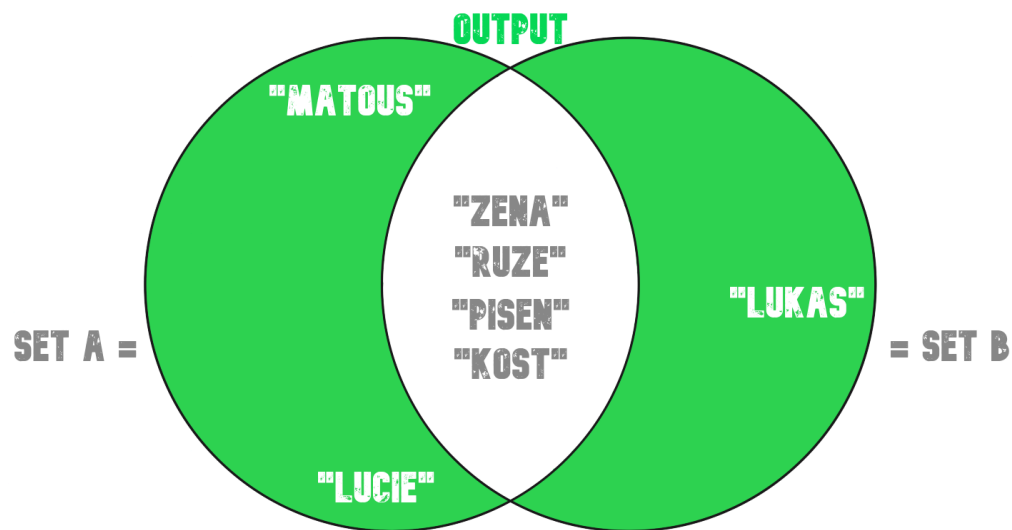 OUTPUT
"MATOUS"
"ZENA"
"RUZE"
"PISEN"
"KOST"
"LUKAS"
SET A =
= SET B
"LUCIE"